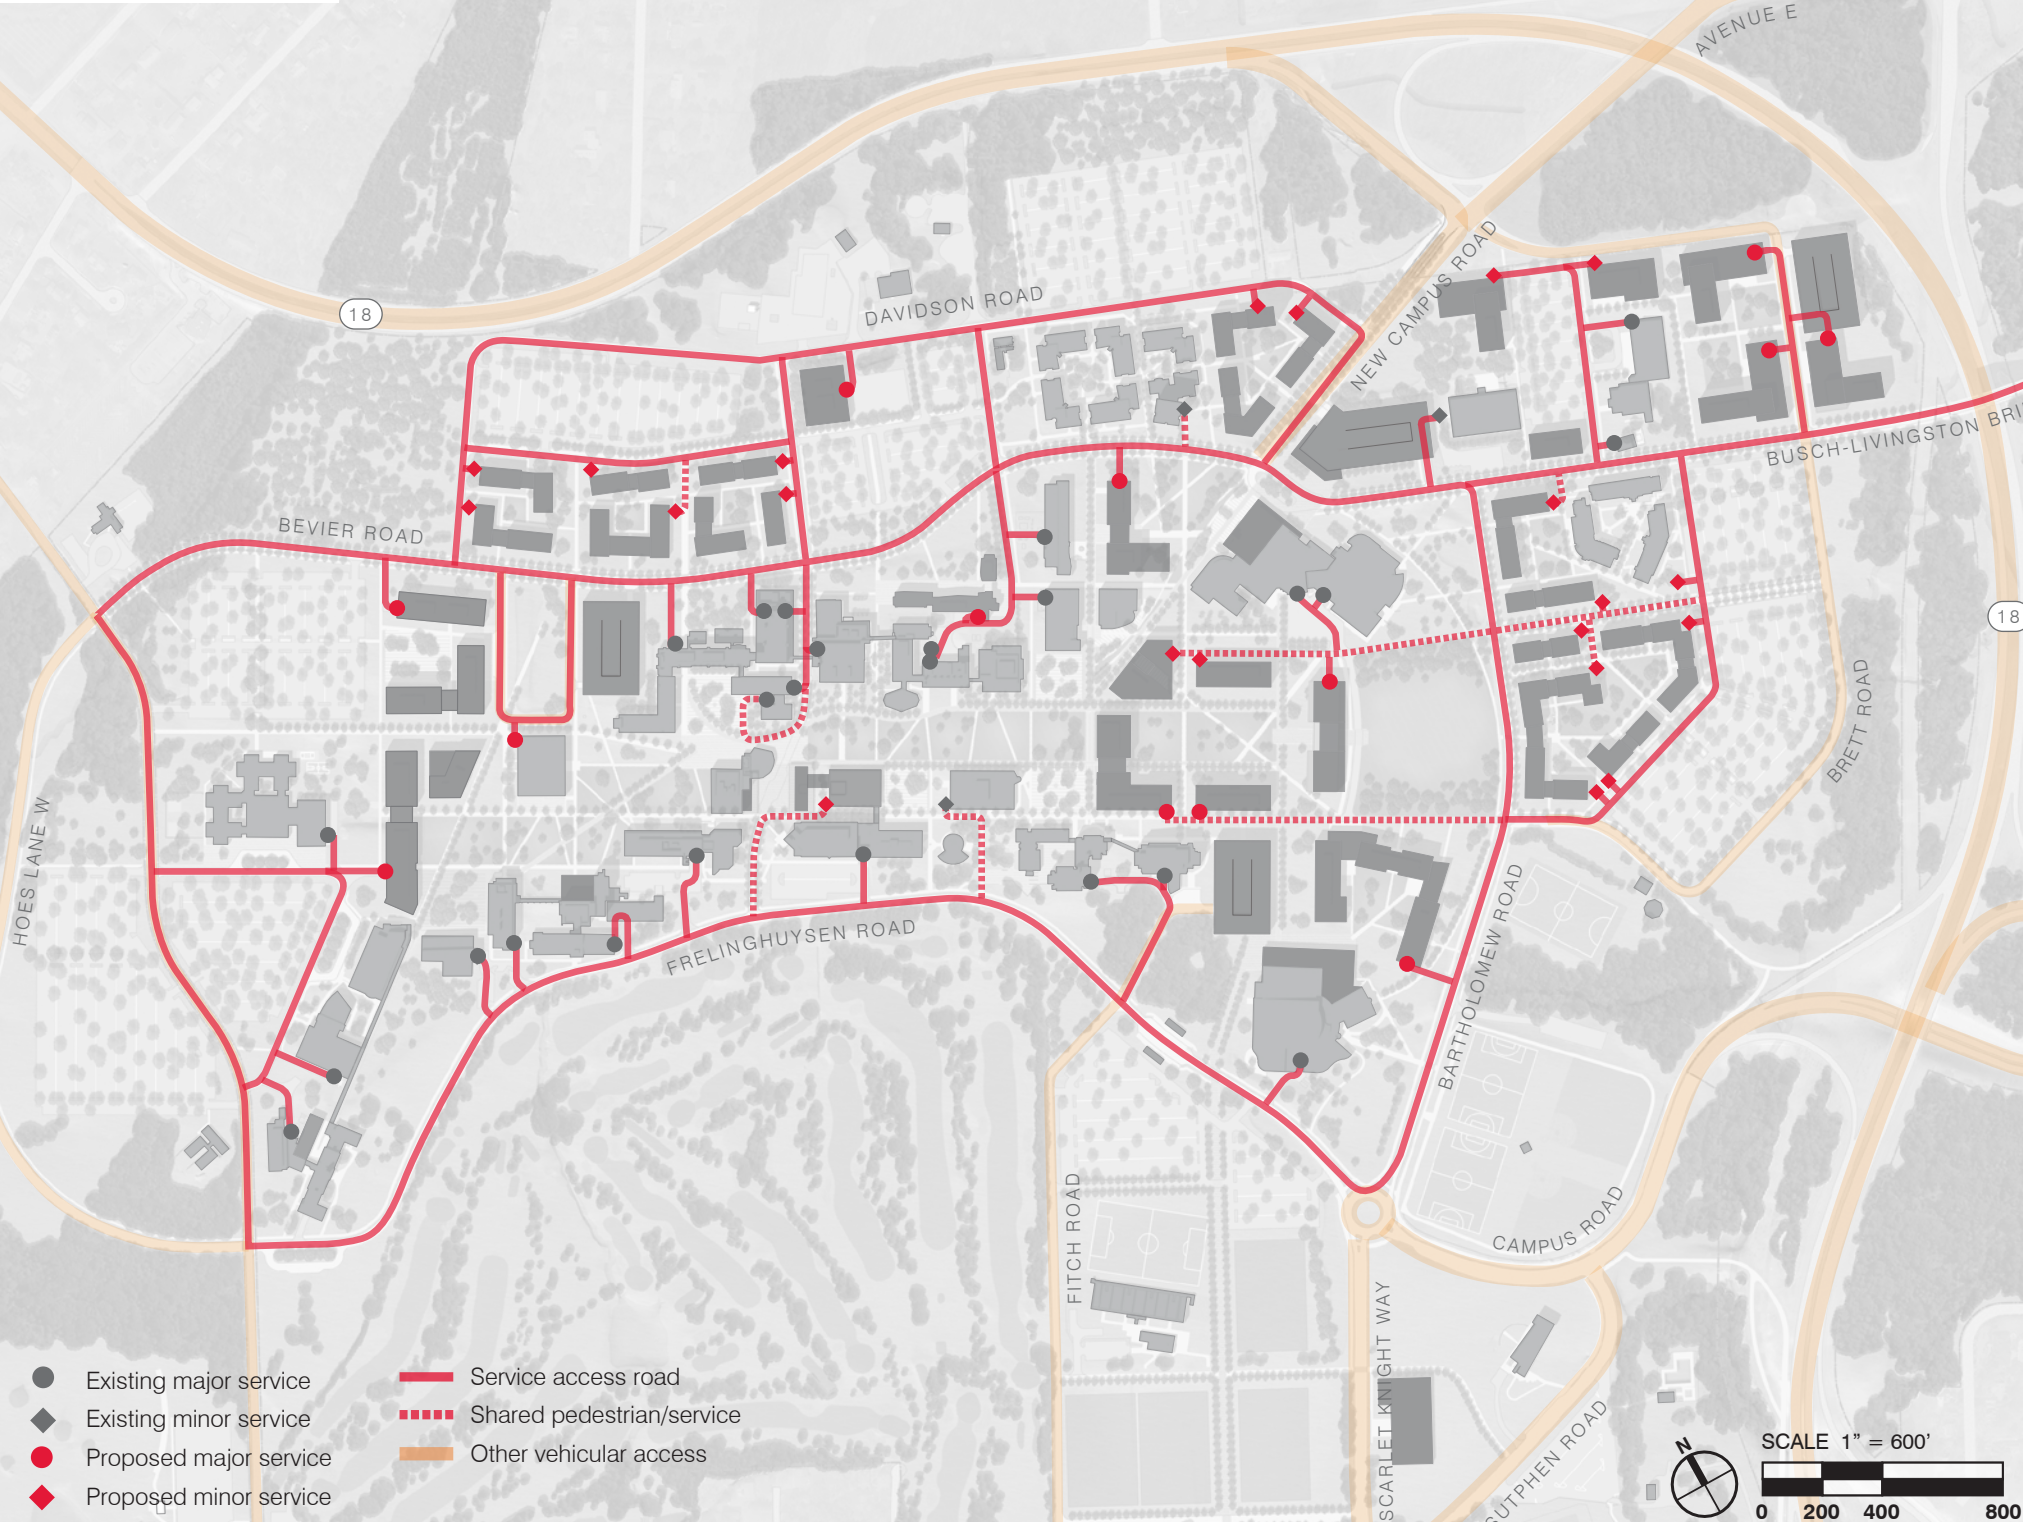 AVENUE E
18
DAVIDSON ROAD
NEW CAMPUS ROAD
BUSCH-LIVINGSTON BRI
BEVIER ROAD
18
BRETT ROAD
HOES LANE W
FRELINGHUYSEN ROAD
BARTHOLOMEW ROAD
FITCH ROAD
CAMPUS ROAD
SCARLET KNIGHT WAY
SUTPHEN ROAD
Existing major service
Existing minor service
Proposed major service
Proposed minor service
Service access road
Shared pedestrian/service
Other vehicular access
N
SCALE 1” = 600’
0 200 400 800